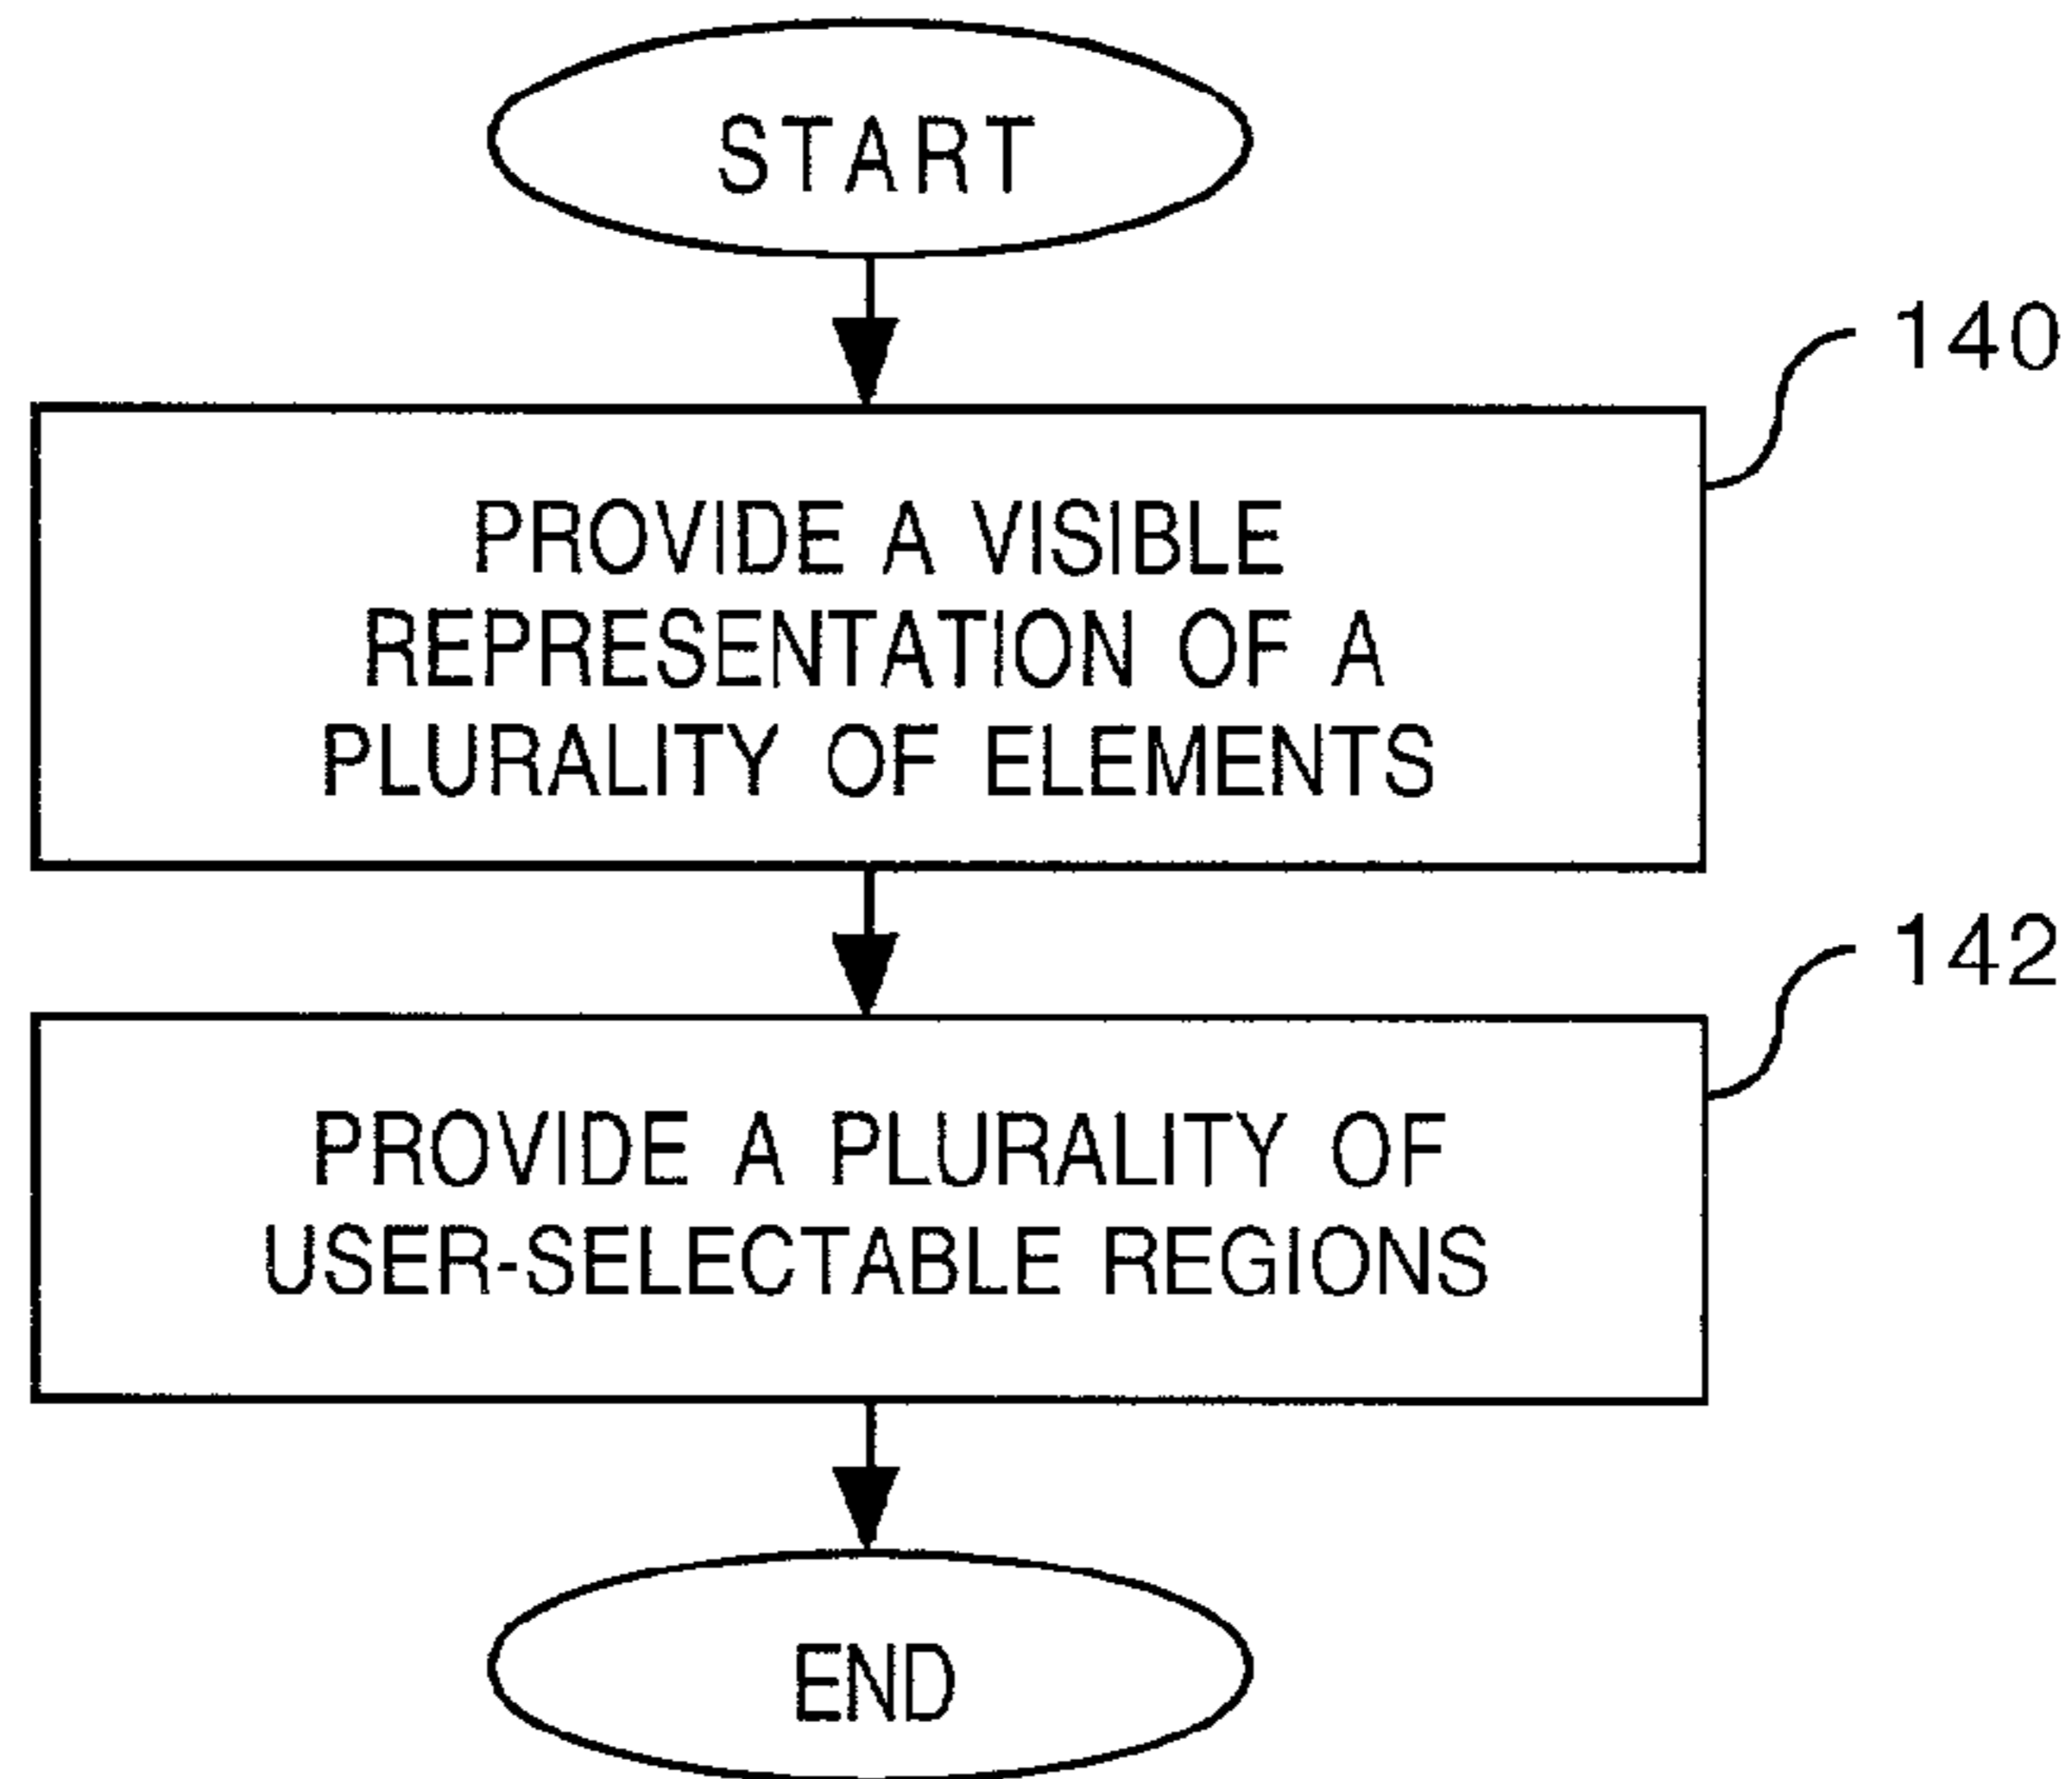 START
140
PROVIDE A VISIBLE
REPRESENTATION OF A
PLURALITY OF ELEMENTS
142
PROVIDE A PLURALITY OF
USER-SELECTABLE REGIONS
END